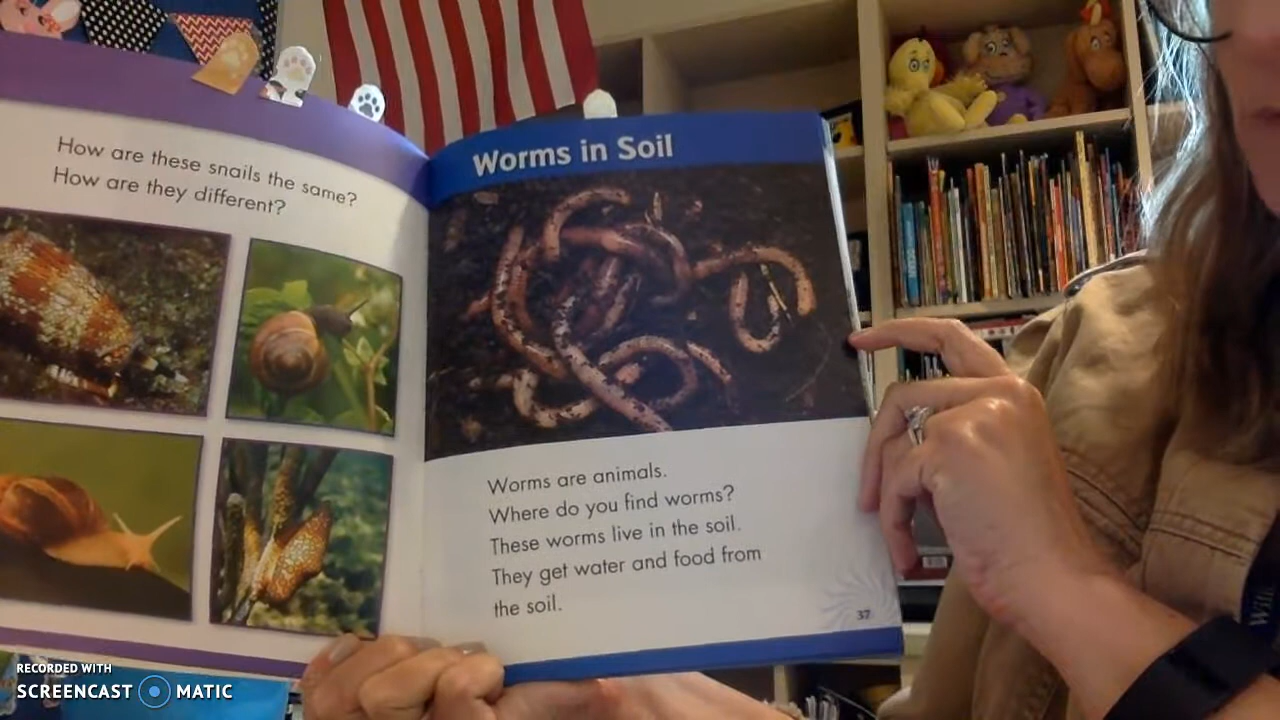 How are these snails the same?
How are they different?
Worms in Soil
Worms are animals.
Where do you find worms?
These worms live in the soil.
They get water and food from
the soil.
37
RECORDED WITH
SCREENCAST MATIC